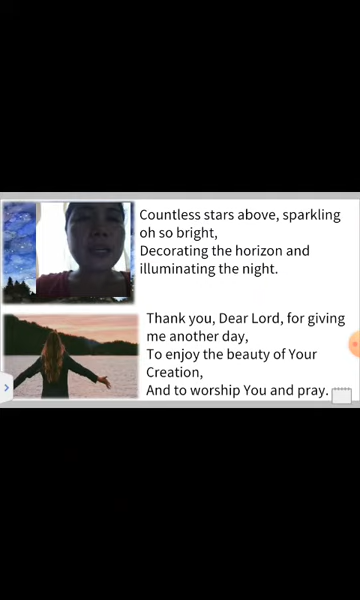 Countless stars above, sparkling
oh so bright,
Decorating the horizon and
illuminating the night.
Thank you, Dear Lord, for giving
me another day,
To enjoy the beauty of Your
Creation,
And to worship You and pray.